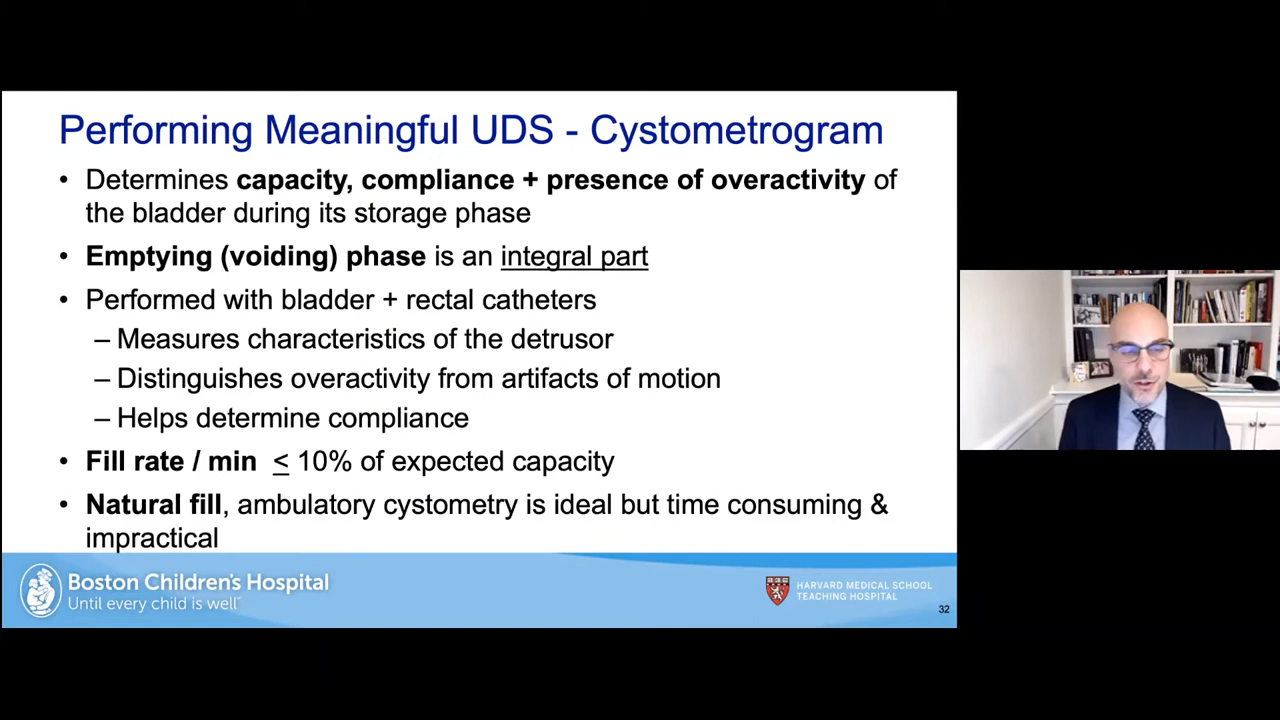 Performing Meaningful UDS - Cystometrogram
• Determines capacity, compliance + presence of overactivity of
the bladder during its storage phase
• Emptying (voiding) phase is an integral part
• Performed with bladder + rectal catheters
– Measures characteristics of the detrusor
– Distinguishes overactivity from artifacts of motion
– Helps determine compliance
• Fill rate / min ≤ 10% of expected capacity
• Natural fill, ambulatory cystometry is ideal but time consuming &
impractical
Boston Children's Hospital
Until every child is well™
HARVARD MEDICAL SCHOOL
TEACHING HOSPITAL
32